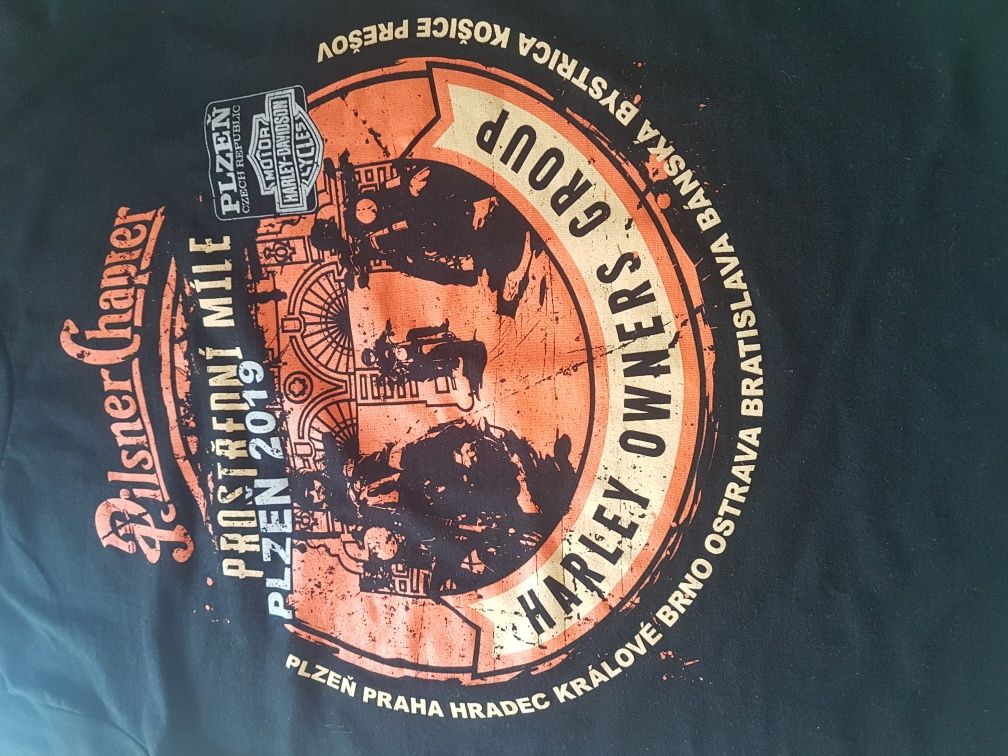 Pilsner Chapter
PROSTŘEDNÍ MÍLE
PLZEŇ 2019
PLZEŇ
CZECH REPUBLIC
MOTOR
HARLEY-DAVIDSON
CYCLES
HARLEY OWNERS GROUP
PLZEŇ PRAHA HRADEC KRÁLOVÉ BRNO OSTRAVA BRATISLAVA BÁNSKÁ BYSTRICA KOŠICE PREŠOV